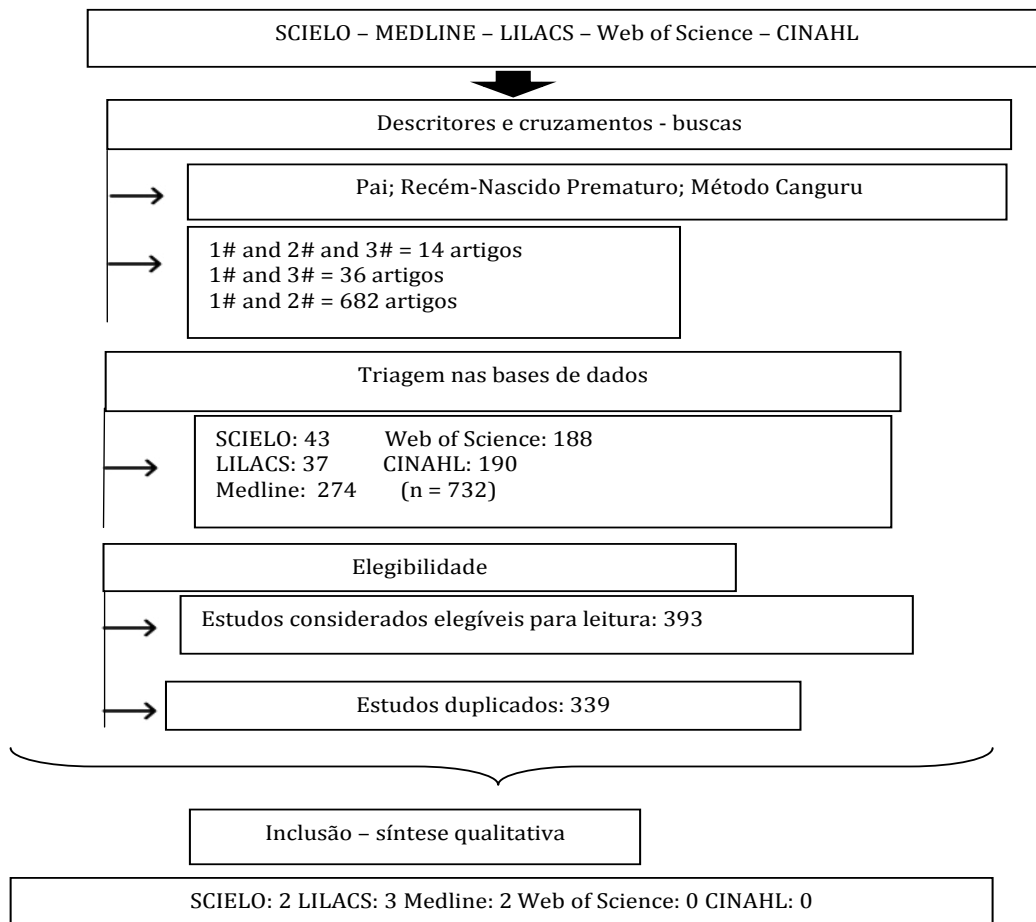 SCIELO – MEDLINE – LILACS – Web of Science – CINAHL
Descritores e cruzamentos - buscas
Pai; Recém-Nascido Prematuro; Método Canguru
1# and 2# and 3# = 14 artigos
1# and 3# = 36 artigos
1# and 2# = 682 artigos
Triagem nas bases de dados
SCIELO: 43 Web of Science: 188
LILACS: 37 CINAHL: 190
Medline: 274 (n = 732)
Elegibilidade
Estudos considerados elegíveis para leitura: 393
Estudos duplicados: 339
Inclusão – síntese qualitativa
SCIELO: 2 LILACS: 3 Medline: 2 Web of Science: 0 CINAHL: 0